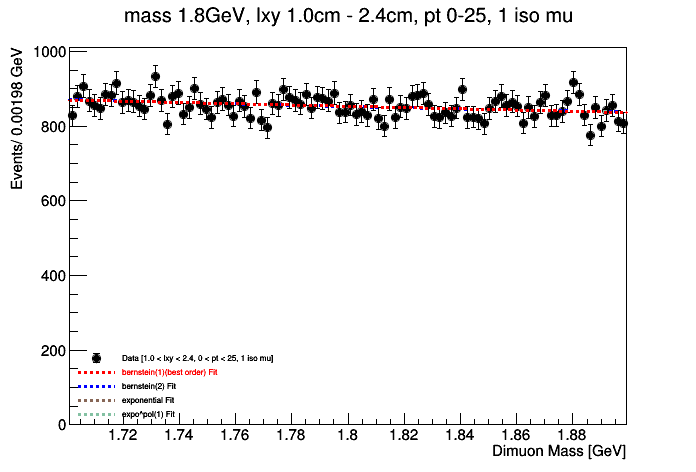 mass 1.8GeV, lxy 1.0cm - 2.4cm, pt 0-25, 1 iso mu
Events/ 0.00198 GeV
1000
800
600
400
200
0
Data [1.0 < lxy < 2.4, 0 < pt < 25, 1 iso mu]
bernstein(1)(best order) Fit
bernstein(2) Fit
exponential Fit
expo*pol(1) Fit
1.72 1.74 1.76 1.78 1.8 1.82 1.84 1.86 1.88
Dimuon Mass [GeV]